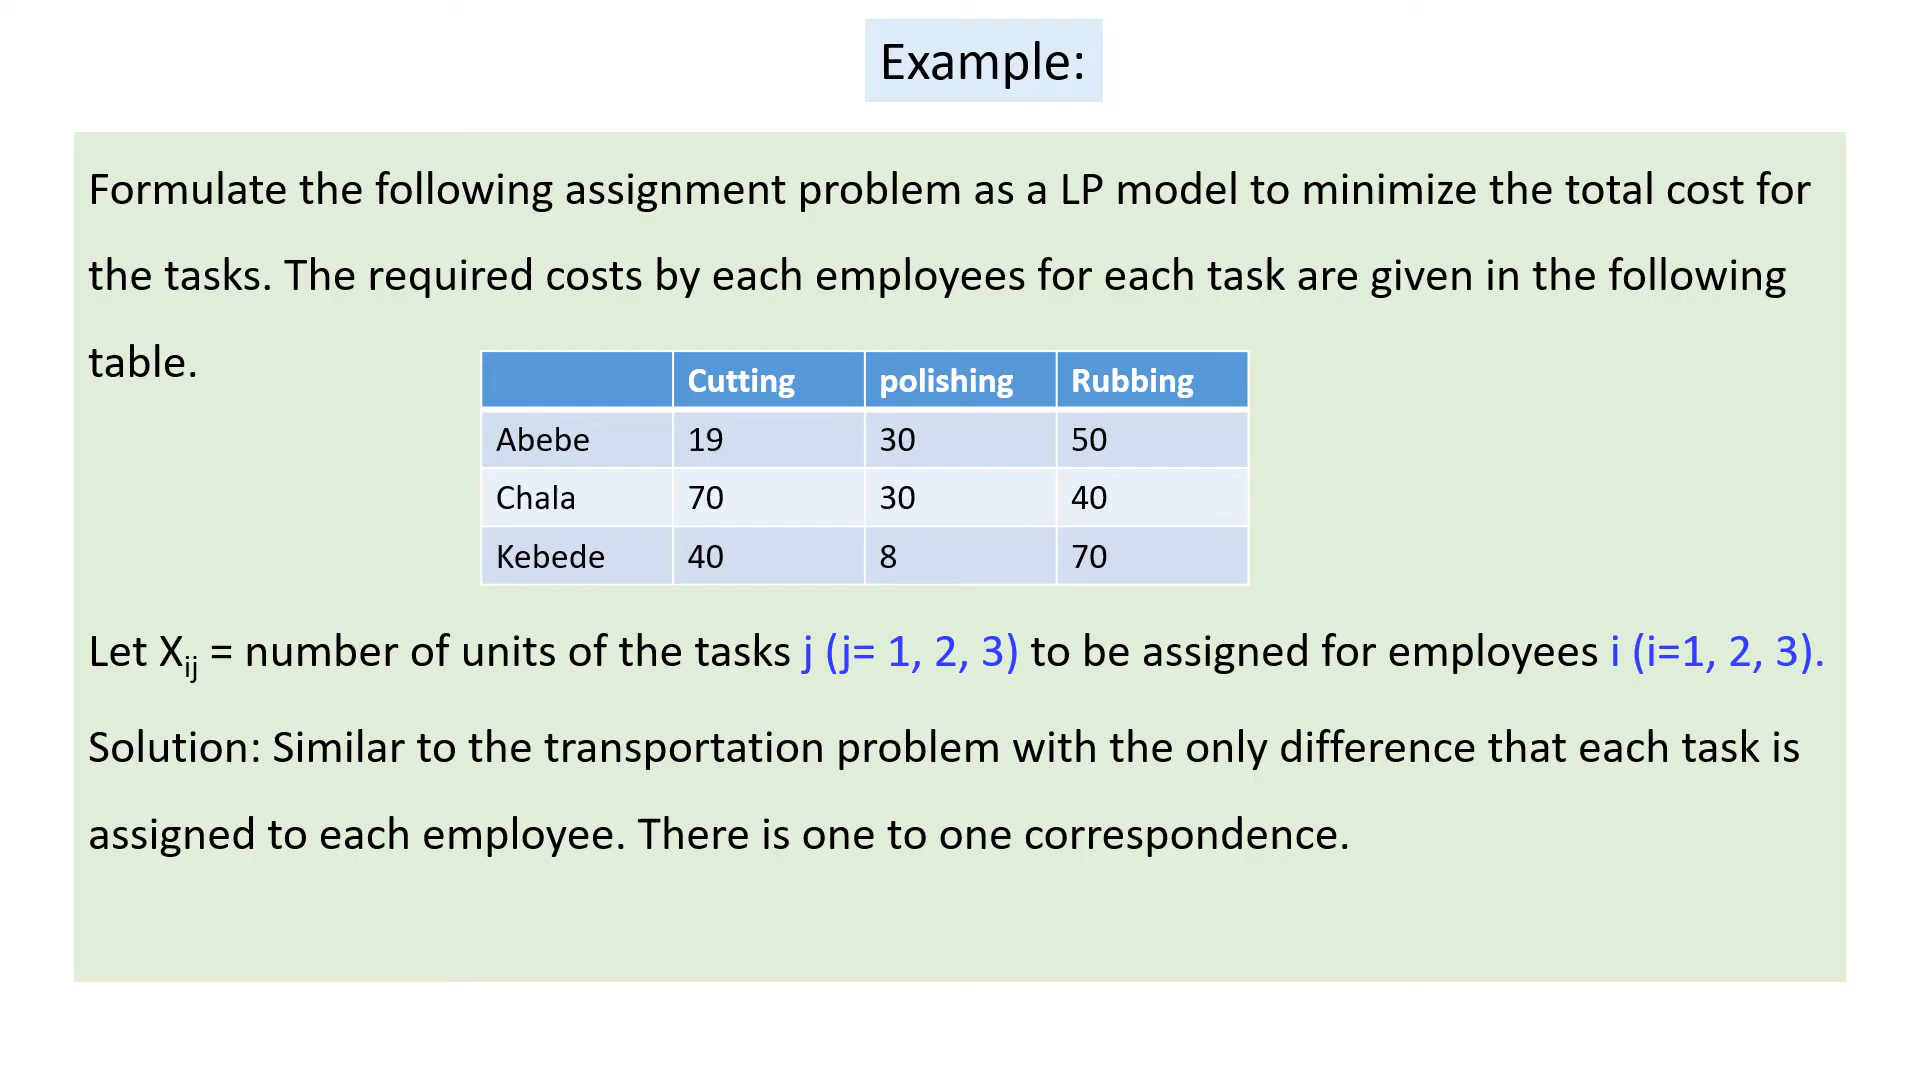 Example:
Formulate the following assignment problem as a LP model to minimize the total cost for
the tasks. The required costs by each employees for each task are given in the following
table.
Cutting polishing Rubbing
Abebe 19 30 50
Chala 70 30 40
Kebede 40 8 70
Let Xij = number of units of the tasks j (j= 1, 2, 3) to be assigned for employees i (i=1, 2, 3).
Solution: Similar to the transportation problem with the only difference that each task is
assigned to each employee. There is one to one correspondence.